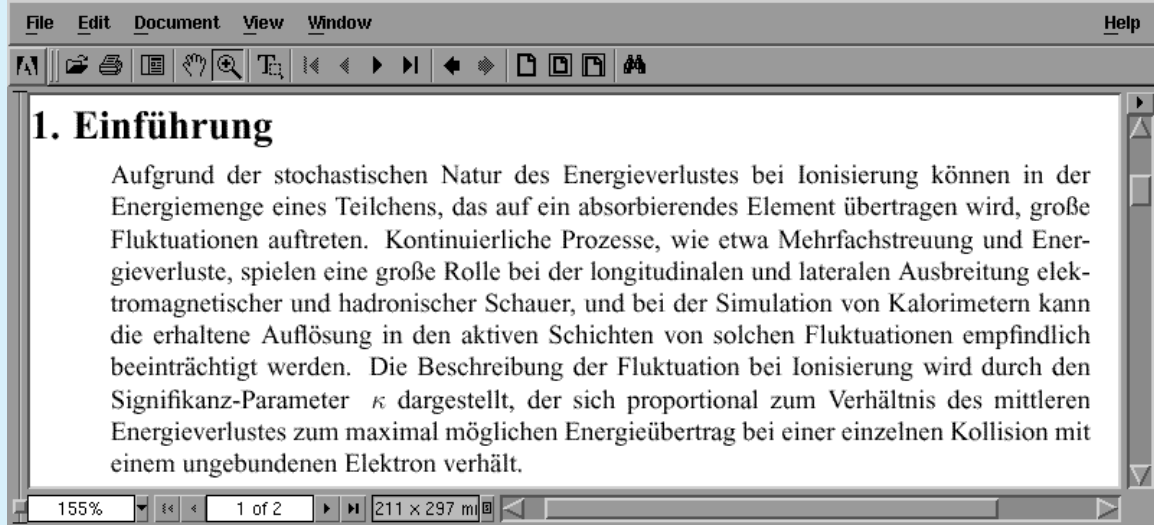 File Edit Document View Window Help
1. Einführung
Aufgrund der stochastischen Natur des Energieverlustes bei Ionisierung können in der
Energiemenge eines Teilchens, das auf ein absorbierendes Element übertragen wird, große
Fluktuationen auftreten. Kontinuierliche Prozesse, wie etwa Mehrfachstreuung und Ener-
gieverluste, spielen eine große Rolle bei der longitudinalen und lateralen Ausbreitung elek-
tromagnetischer und hadronischer Schauer, und bei der Simulation von Kalorimetern kann
die erhaltene Auflösung in den aktiven Schichten von solchen Fluktuationen empfindlich
beeinträchtigt werden. Die Beschreibung der Fluktuation bei Ionisierung wird durch den
Signifikanz-Parameter κ dargestellt, der sich proportional zum Verhältnis des mittleren
Energieverlustes zum maximal möglichen Energieübertrag bei einer einzelnen Kollision mit
einem ungebundenen Elektron verhält.
155% 1 of 2 211 × 297 m